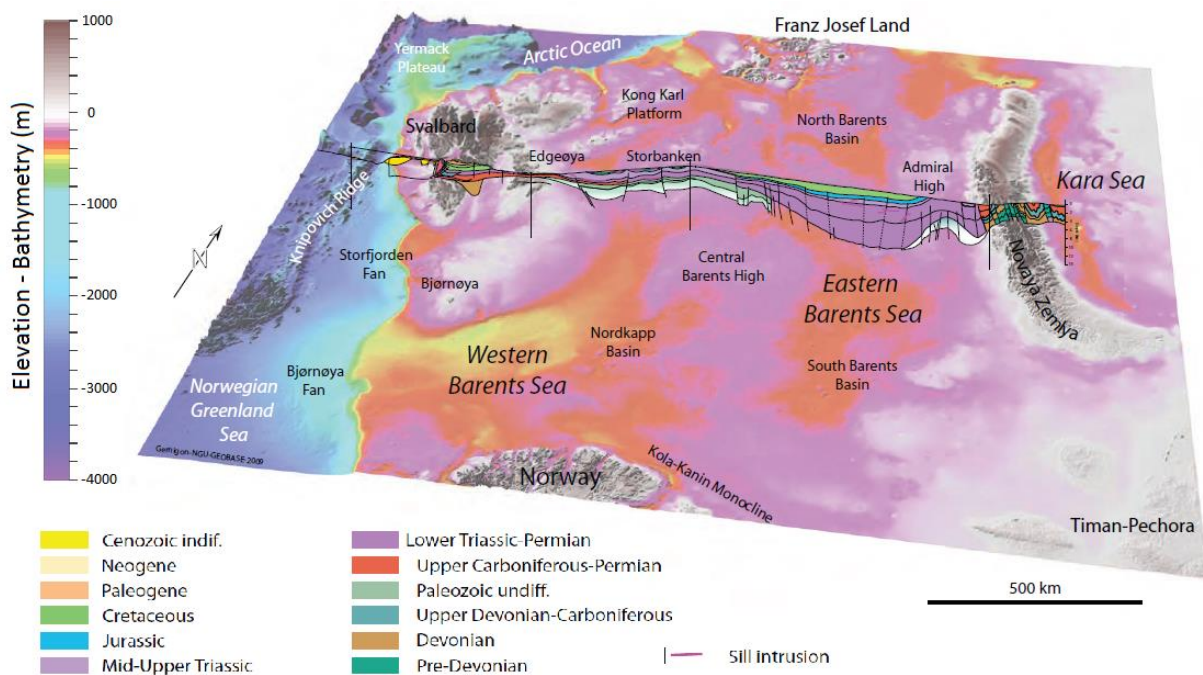 Elevation - Bathymetry (m)
1000
0
-1000
-2000
-3000
-4000
Franz Josef Land
Arctic Ocean
Yermack
Plateau
Kong Karl
Platform
North Barents
Basin
Svalbard
Edgeøya
Storbanken
Admiral
High
Kara Sea
Knipovich Ridge
N
Storfjorden
Fan
Bjørnøya
Central
Barents High
Eastern
Barents Sea
Novaya Zemlya
Nordkapp
Basin
Western
Barents Sea
South Barents
Basin
Bjørnøya
Fan
Norwegian
Greenland
Sea
Gernigon-NGU-GEOBASE-2009
Norway
Kola-Kanin Monocline
Timan-Pechora
500 km
Cenozoic indif.
Neogene
Paleogene
Cretaceous
Jurassic
Mid-Upper Triassic
Lower Triassic-Permian
Upper Carboniferous-Permian
Paleozoic undiff.
Upper Devonian-Carboniferous
Devonian
Pre-Devonian
Sill intrusion